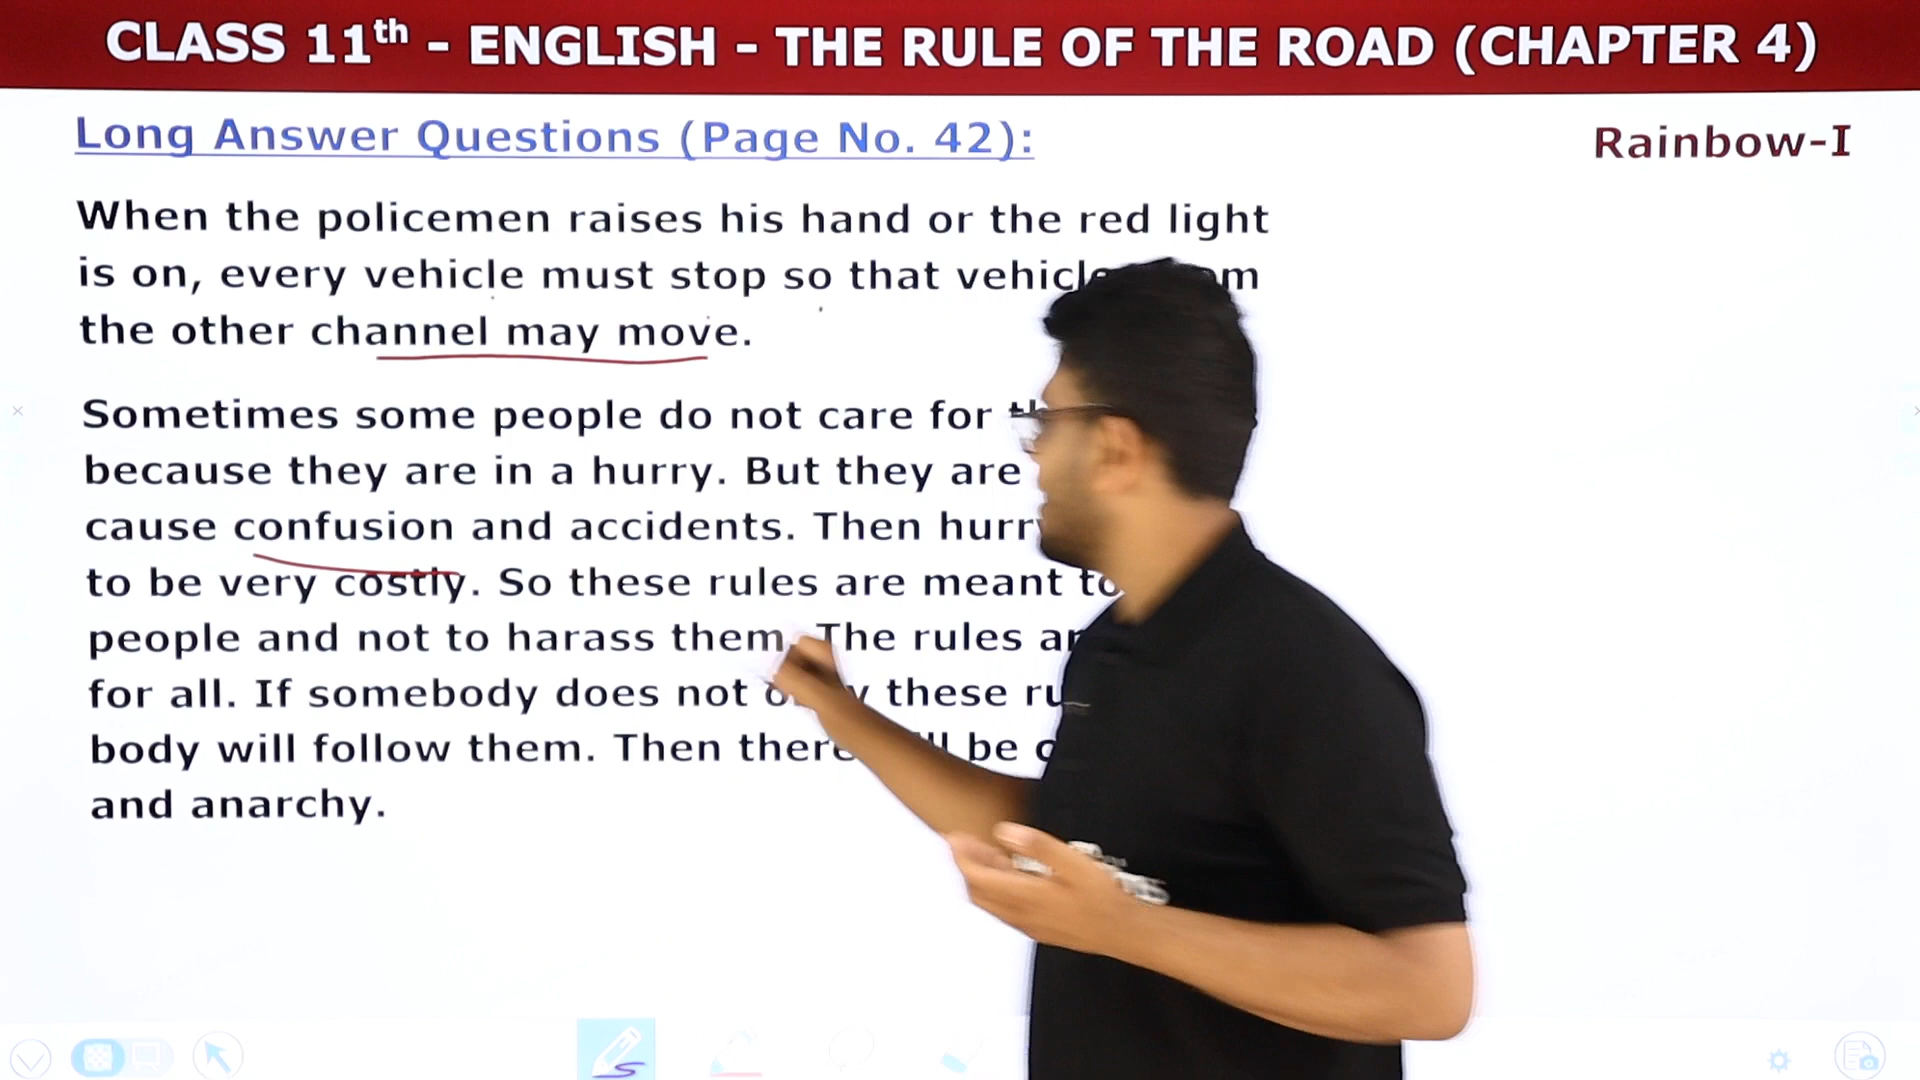 CLASS 11th - ENGLISH - THE RULE OF THE ROAD (CHAPTER 4)
Long Answer Questions (Page No. 42):
Rainbow-I
When the policemen raises his hand or the red light
is on, every vehicle must stop so that
the other channel may move.
Sometimes some people do not care for
because they are in a hurry. But they are
cause confusion and accidents. Then
to be very costly. So these rules are meant
people and not to harass them. The rules
for all. If somebody does not these
body will follow them. Then be
and anarchy.